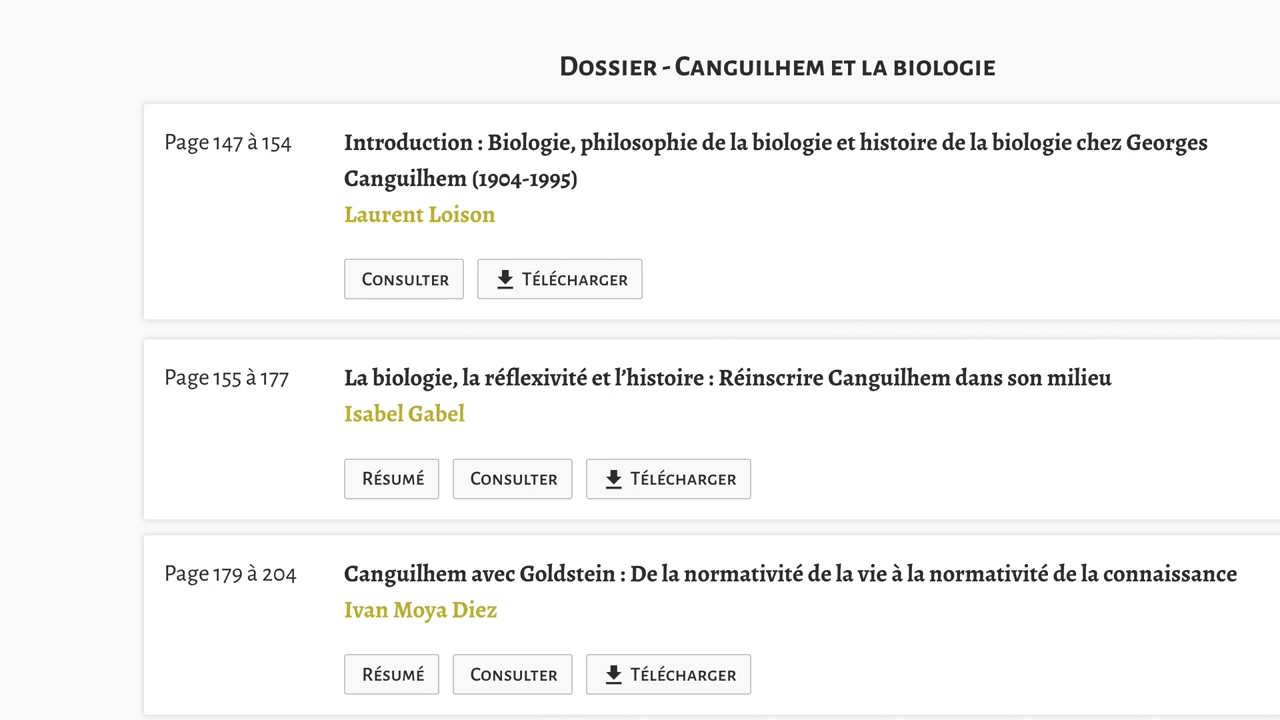 Dossier - Canguilhem et la biologie
Page 147 à 154
Introduction : Biologie, philosophie de la biologie et histoire de la biologie chez Georges
Canguilhem (1904-1995)
Laurent Loison
Consulter
Télécharger
Page 155 à 177
La biologie, la réflexivité et l’histoire : Réinscrire Canguilhem dans son milieu
Isabel Gabel
Résumé
Consulter
Télécharger
Page 179 à 204
Canguilhem avec Goldstein : De la normativité de la vie à la normativité de la connaissance
Ivan Moya Diez
Résumé
Consulter
Télécharger